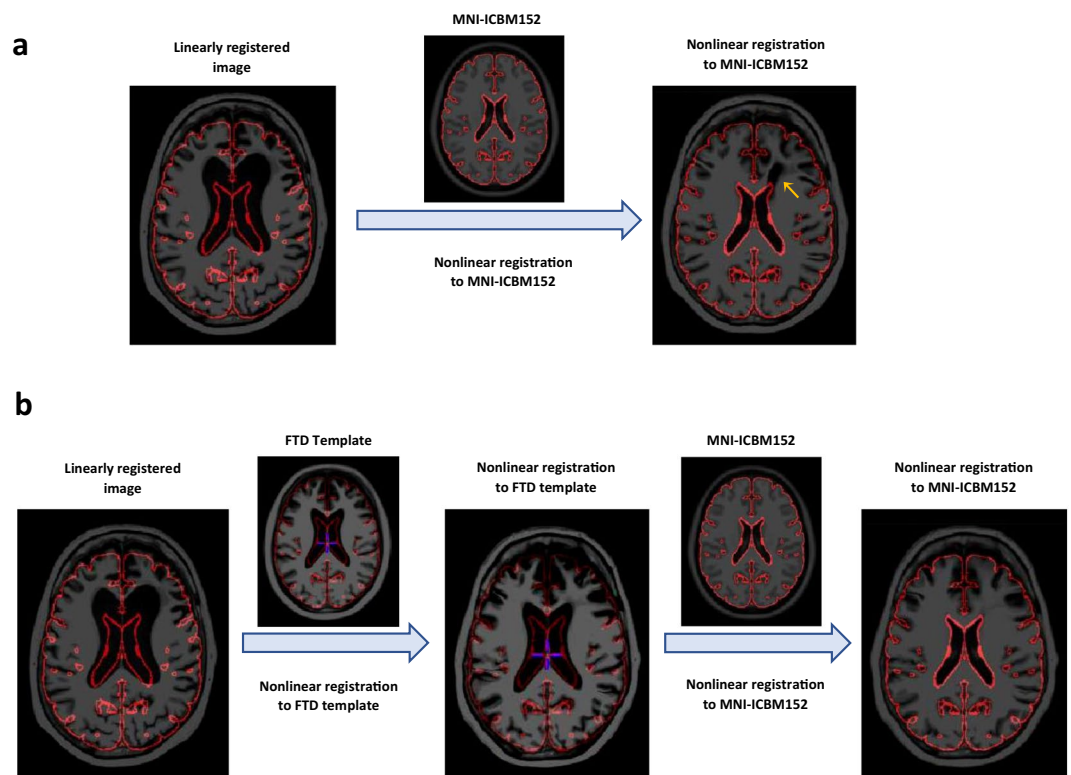 a
Linearly registered
image
MNI-ICBM152
Nonlinear registration
to MNI-ICBM152
Nonlinear registration
to MNI-ICBM152
b
Linearly registered
image
FTD Template
Nonlinear registration
to FTD template
Nonlinear registration
to FTD template
MNI-ICBM152
Nonlinear registration
to MNI-ICBM152
Nonlinear registration
to MNI-ICBM152